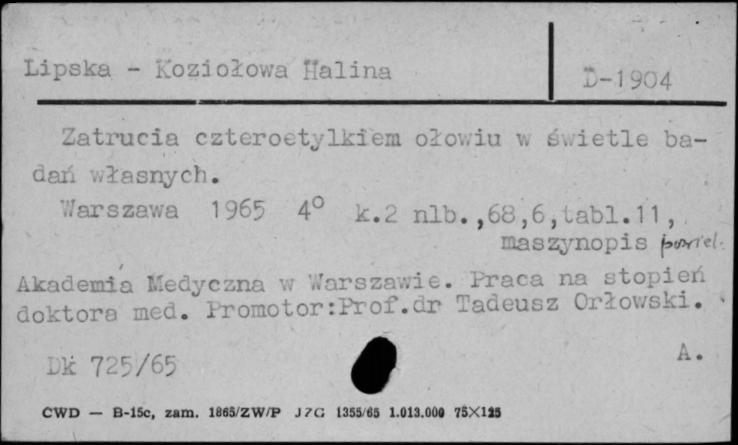 Lipska - Koziołowa Halina
D-1904
Zatrucia czteroetylkiem ołowiu w świetle ba-
dań własnych.
Warszawa 1965 4° k.2 nlb.,68,6,tabl.11,
maszynopis powiel.
Akademia Medyczna w Warszawie. Praca na stopień
doktora med. Promotor:Prof.dr Tadeusz Orłowski.
Dk 725/65
A.
CWD — B-15c, zam. 1865/ZW/P JZG 1355/65 1.013.000 75X125